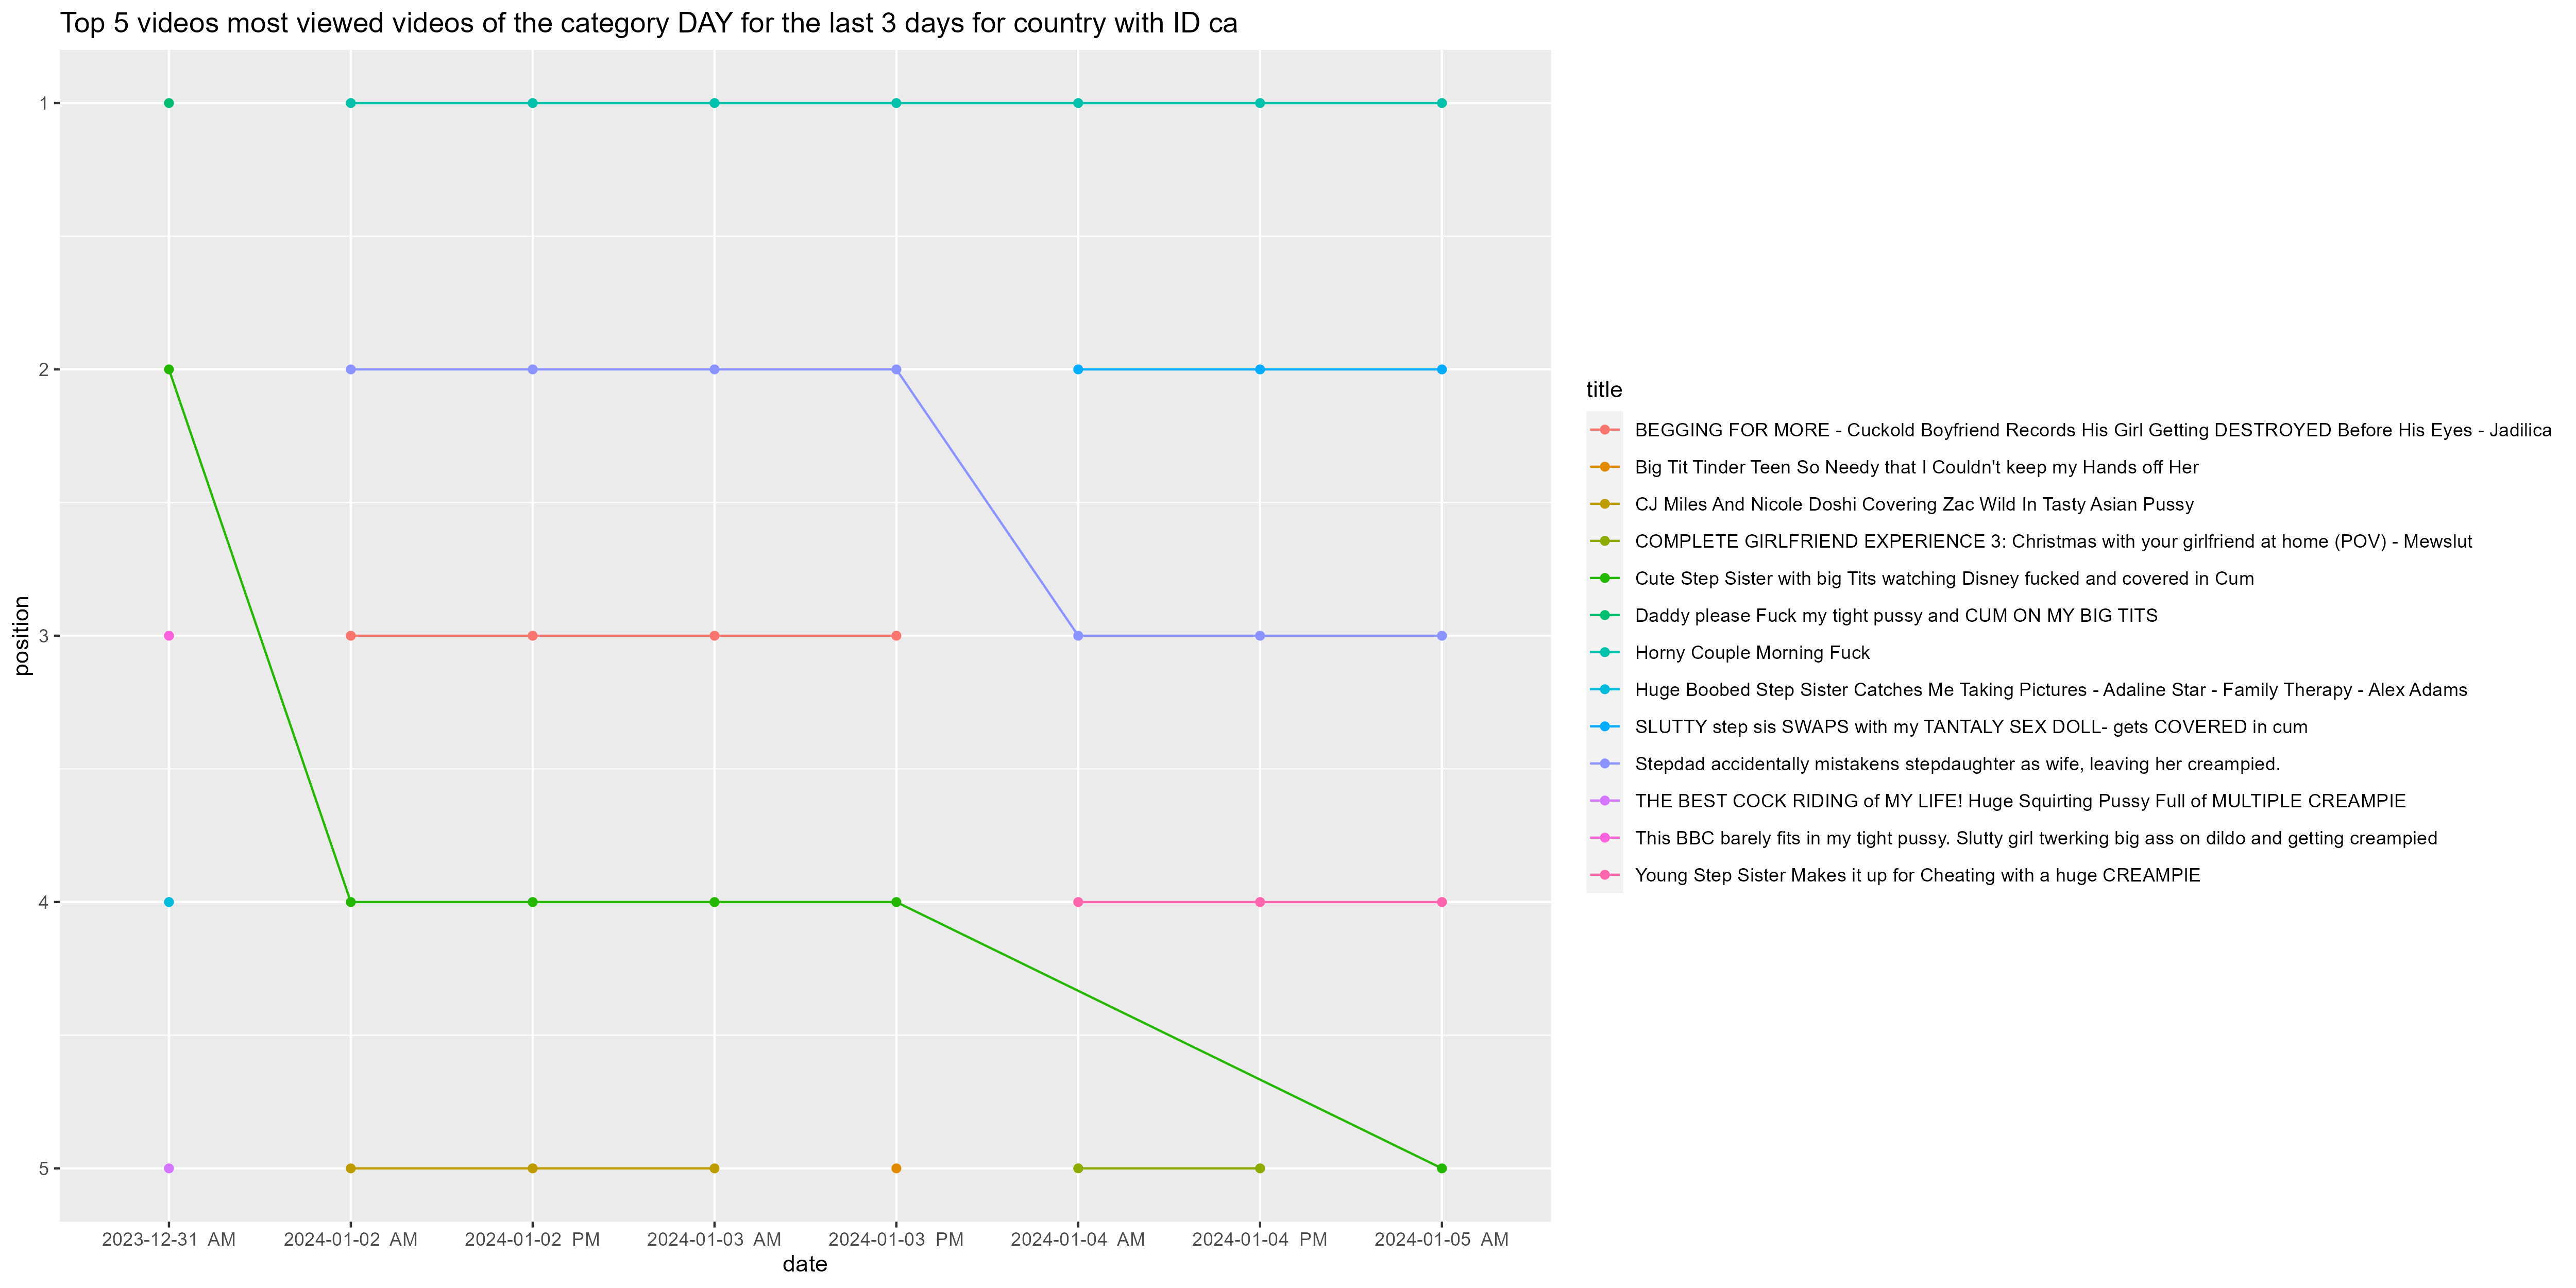 Top 5 videos most viewed videos of the category DAY for the last 3 days for country with ID ca
1
2
3
4
5
position
2023-12-31 AM
2024-01-02 AM
2024-01-02 PM
2024-01-03 AM
2024-01-03 PM
2024-01-04 AM
2024-01-04 PM
2024-01-05 AM
date
title
BEGGING FOR MORE - Cuckold Boyfriend Records His Girl Getting DESTROYED Before His Eyes - Jadilica
Big Tit Tinder Teen So Needy that I Couldn't keep my Hands off Her
CJ Miles And Nicole Doshi Covering Zac Wild In Tasty Asian Pussy
COMPLETE GIRLFRIEND EXPERIENCE 3: Christmas with your girlfriend at home (POV) - Mewslut
Cute Step Sister with big Tits watching Disney fucked and covered in Cum
Daddy please Fuck my tight pussy and CUM ON MY BIG TITS
Horny Couple Morning Fuck
Huge Boobed Step Sister Catches Me Taking Pictures - Adaline Star - Family Therapy - Alex Adams
SLUTTY step sis SWAPS with my TANTALY SEX DOLL- gets COVERED in cum
Stepdad accidentally mistakens stepdaughter as wife, leaving her creampied.
THE BEST COCK RIDING of MY LIFE! Huge Squirting Pussy Full of MULTIPLE CREAMPIE
This BBC barely fits in my tight pussy. Slutty girl twerking big ass on dildo and getting creampied
Young Step Sister Makes it up for Cheating with a huge CREAMPIE